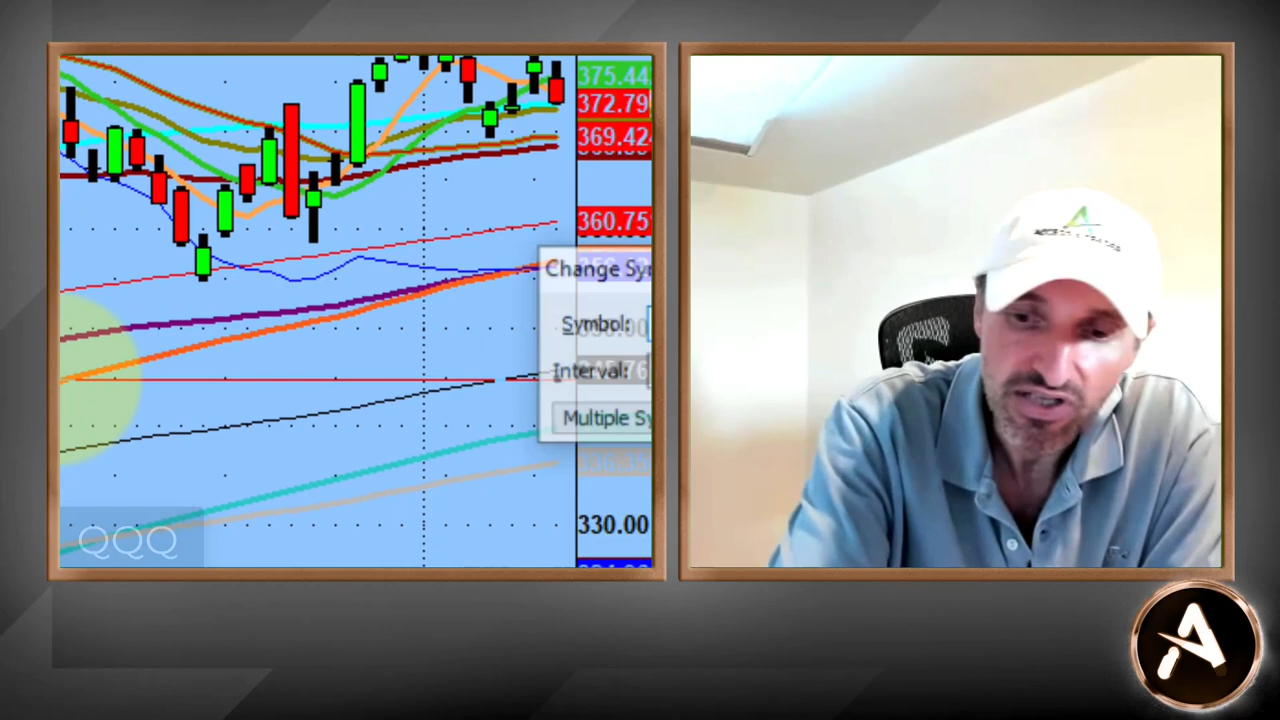 375.44
372.79
369.42
360.75
Change Sy
Symbol:
Interval:
Multiple Sy
330.00
QQQ